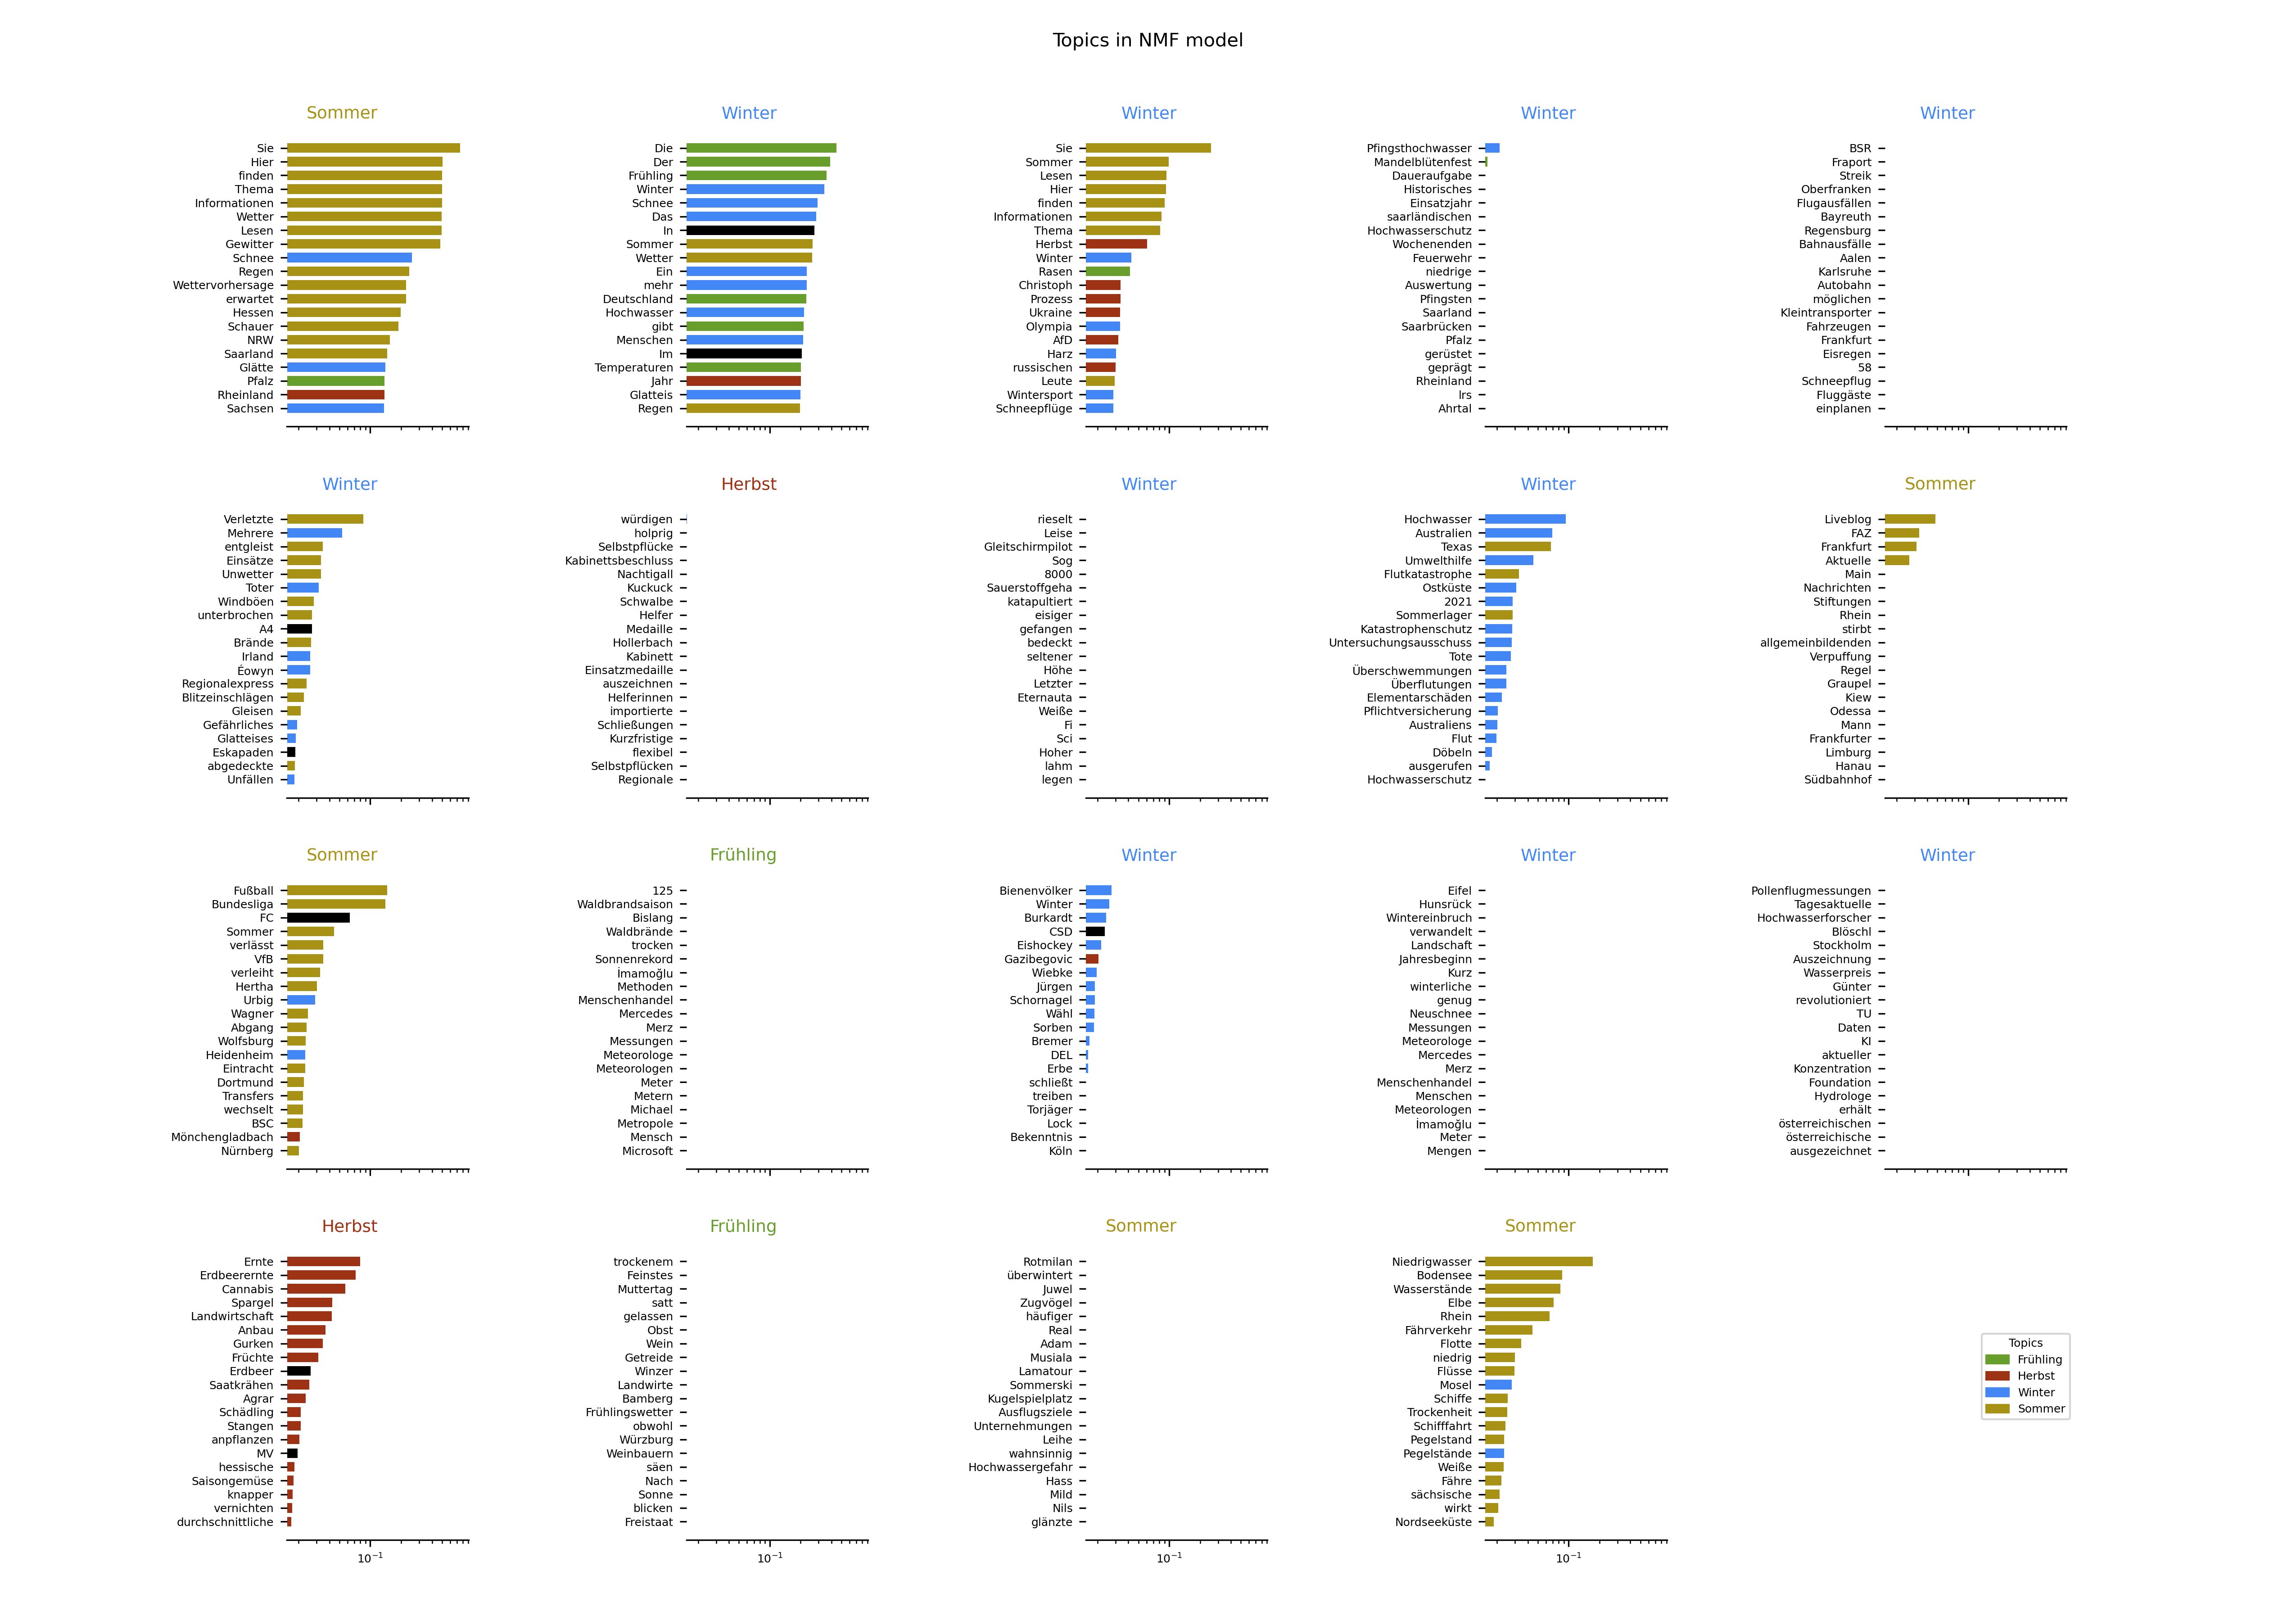 Topics in NMF model
Sommer
Sie
Hier
finden
Thema
Informationen
Wetter
Lesen
Gewitter
Schnee
Regen
Wettervorhersage
erwartet
Hessen
Schauer
NRW
Saarland
Glätte
Pfalz
Rheinland
Sachsen
Winter
Die
Der
Frühling
Winter
Schnee
Das
In
Sommer
Wetter
Ein
mehr
Deutschland
Hochwasser
gibt
Menschen
Im
Temperaturen
Jahr
Glatteis
Regen
Winter
Sie
Sommer
Lesen
Hier
finden
Informationen
Thema
Herbst
Winter
Rasen
Christoph
Prozess
Ukraine
Olympia
AfD
Harz
russischen
Leute
Wintersport
Schneepflüge
Winter
Pfingsthochwasser
Mandelblütenfest
Daueraufgabe
Historisches
Einsatzjahr
saarländischen
Hochwasserschutz
Wochenenden
Feuerwehr
niedrige
Auswertung
Pfingsten
Saarland
Saarbrücken
Pfalz
gerüstet
geprägt
Rheinland
Irs
Ahrtal
Winter
BSR
Fraport
Streik
Oberfranken
Flugausfällen
Bayreuth
Regensburg
Bahnausfälle
Aalen
Karlsruhe
Autobahn
möglichen
Kleintransporter
Fahrzeugen
Frankfurt
Eisregen
58
Schneepflug
Fluggäste
einplanen
Winter
Verletzte
Mehrere
entgleist
Einsätze
Unwetter
Toter
Windböen
unterbrochen
A4
Brände
Irland
Éowyn
Regionalexpress
Blitzeinschlägen
Gleisen
Gefährliches
Glatteises
Eskapaden
abgedeckte
Unfällen
Herbst
würdigen
holprig
Selbstpflücke
Kabinettsbeschluss
Nachtigall
Kuckuck
Schwalbe
Helfer
Medaille
Hollerbach
Kabinett
Einsatzmedaille
auszeichnen
Helferinnen
importierte
Schließungen
Kurzfristige
flexibel
Selbstpflücken
Regionale
Winter
rieselt
Leise
Gleitschirmpilot
Sog
8000
Sauerstoffgeha
katapultiert
eisiger
gefangen
bedeckt
seltener
Höhe
Letzter
Eternauta
Weiße
Fi
Sci
Hoher
lahm
legen
Winter
Hochwasser
Australien
Texas
Umwelthilfe
Flutkatastrophe
Ostküste
2021
Sommerlager
Katastrophenschutz
Untersuchungsausschuss
Tote
Überschwemmungen
Überflutungen
Elementarschäden
Pflichtversicherung
Australiens
Flut
Döbeln
ausgerufen
Hochwasserschutz
Sommer
Liveblog
FAZ
Frankfurt
Aktuelle
Main
Nachrichten
Stiftungen
Rhein
stirbt
allgemeinbildenden
Verpuffung
Regel
Graupel
Kiew
Odessa
Mann
Frankfurter
Limburg
Hanau
Südbahnhof
Sommer
Fußball
Bundesliga
FC
Sommer
verlässt
VfB
verleiht
Hertha
Urbig
Wagner
Abgang
Wolfsburg
Heidenheim
Eintracht
Dortmund
Transfers
wechselt
BSC
Mönchengladbach
Nürnberg
Frühling
125
Waldbrandsaison
Bislang
Waldbrände
trocken
Sonnenrekord
İmamoğlu
Methoden
Menschenhandel
Mercedes
Merz
Messungen
Meteorologe
Meteorologen
Meter
Metern
Michael
Metropole
Mensch
Microsoft
Winter
Bienenvölker
Winter
Burkardt
CSD
Eishockey
Gazibegovic
Wiebke
Jürgen
Schornagel
Wähl
Sorben
Bremer
DEL
Erbe
schließt
treiben
Torjäger
Lock
Bekenntnis
Köln
Winter
Eifel
Hunsrück
Wintereinbruch
verwandelt
Landschaft
Jahresbeginn
Kurz
winterliche
genug
Neuschnee
Messungen
Meteorologe
Mercedes
Merz
Menschenhandel
Menschen
Meteorologen
İmamoğlu
Meter
Mengen
Winter
Pollenflugmessungen
Tagesaktuelle
Hochwasserforscher
Blöschl
Stockholm
Auszeichnung
Wasserpreis
Günter
revolutioniert
TU
Daten
KI
aktueller
Konzentration
Foundation
Hydrologe
erhält
österreichischen
österreichische
ausgezeichnet
Herbst
Ernte
Erdbeerernte
Cannabis
Spargel
Landwirtschaft
Anbau
Gurken
Früchte
Erdbeer
Saatkrähen
Agrar
Schädling
Stangen
anpflanzen
MV
hessische
Saisongemüse
knapper
vernichten
durchschnittliche
10⁻¹
Frühling
trockenem
Feinstes
Muttertag
satt
gelassen
Obst
Wein
Getreide
Winzer
Landwirte
Bamberg
Frühlingswetter
obwohl
Würzburg
Weinbauern
säen
Nach
Sonne
blicken
Freistaat
10⁻¹
Sommer
Rotmilan
überwintert
Juwel
Zugvögel
häufiger
Real
Adam
Musiala
Lamatour
Sommerski
Kugelspielplatz
Ausflugsziele
Unternehmungen
Leihe
wahnsinnig
Hochwassergefahr
Hass
Mild
Nils
glänzte
10⁻¹
Sommer
Niedrigwasser
Bodensee
Wasserstände
Elbe
Rhein
Fährverkehr
Flotte
niedrig
Flüsse
Mosel
Schiffe
Trockenheit
Schifffahrt
Pegelstand
Pegelstände
Weiße
Fähre
sächsische
wirkt
Nordseeküste
10⁻¹
Topics
Frühling
Herbst
Winter
Sommer